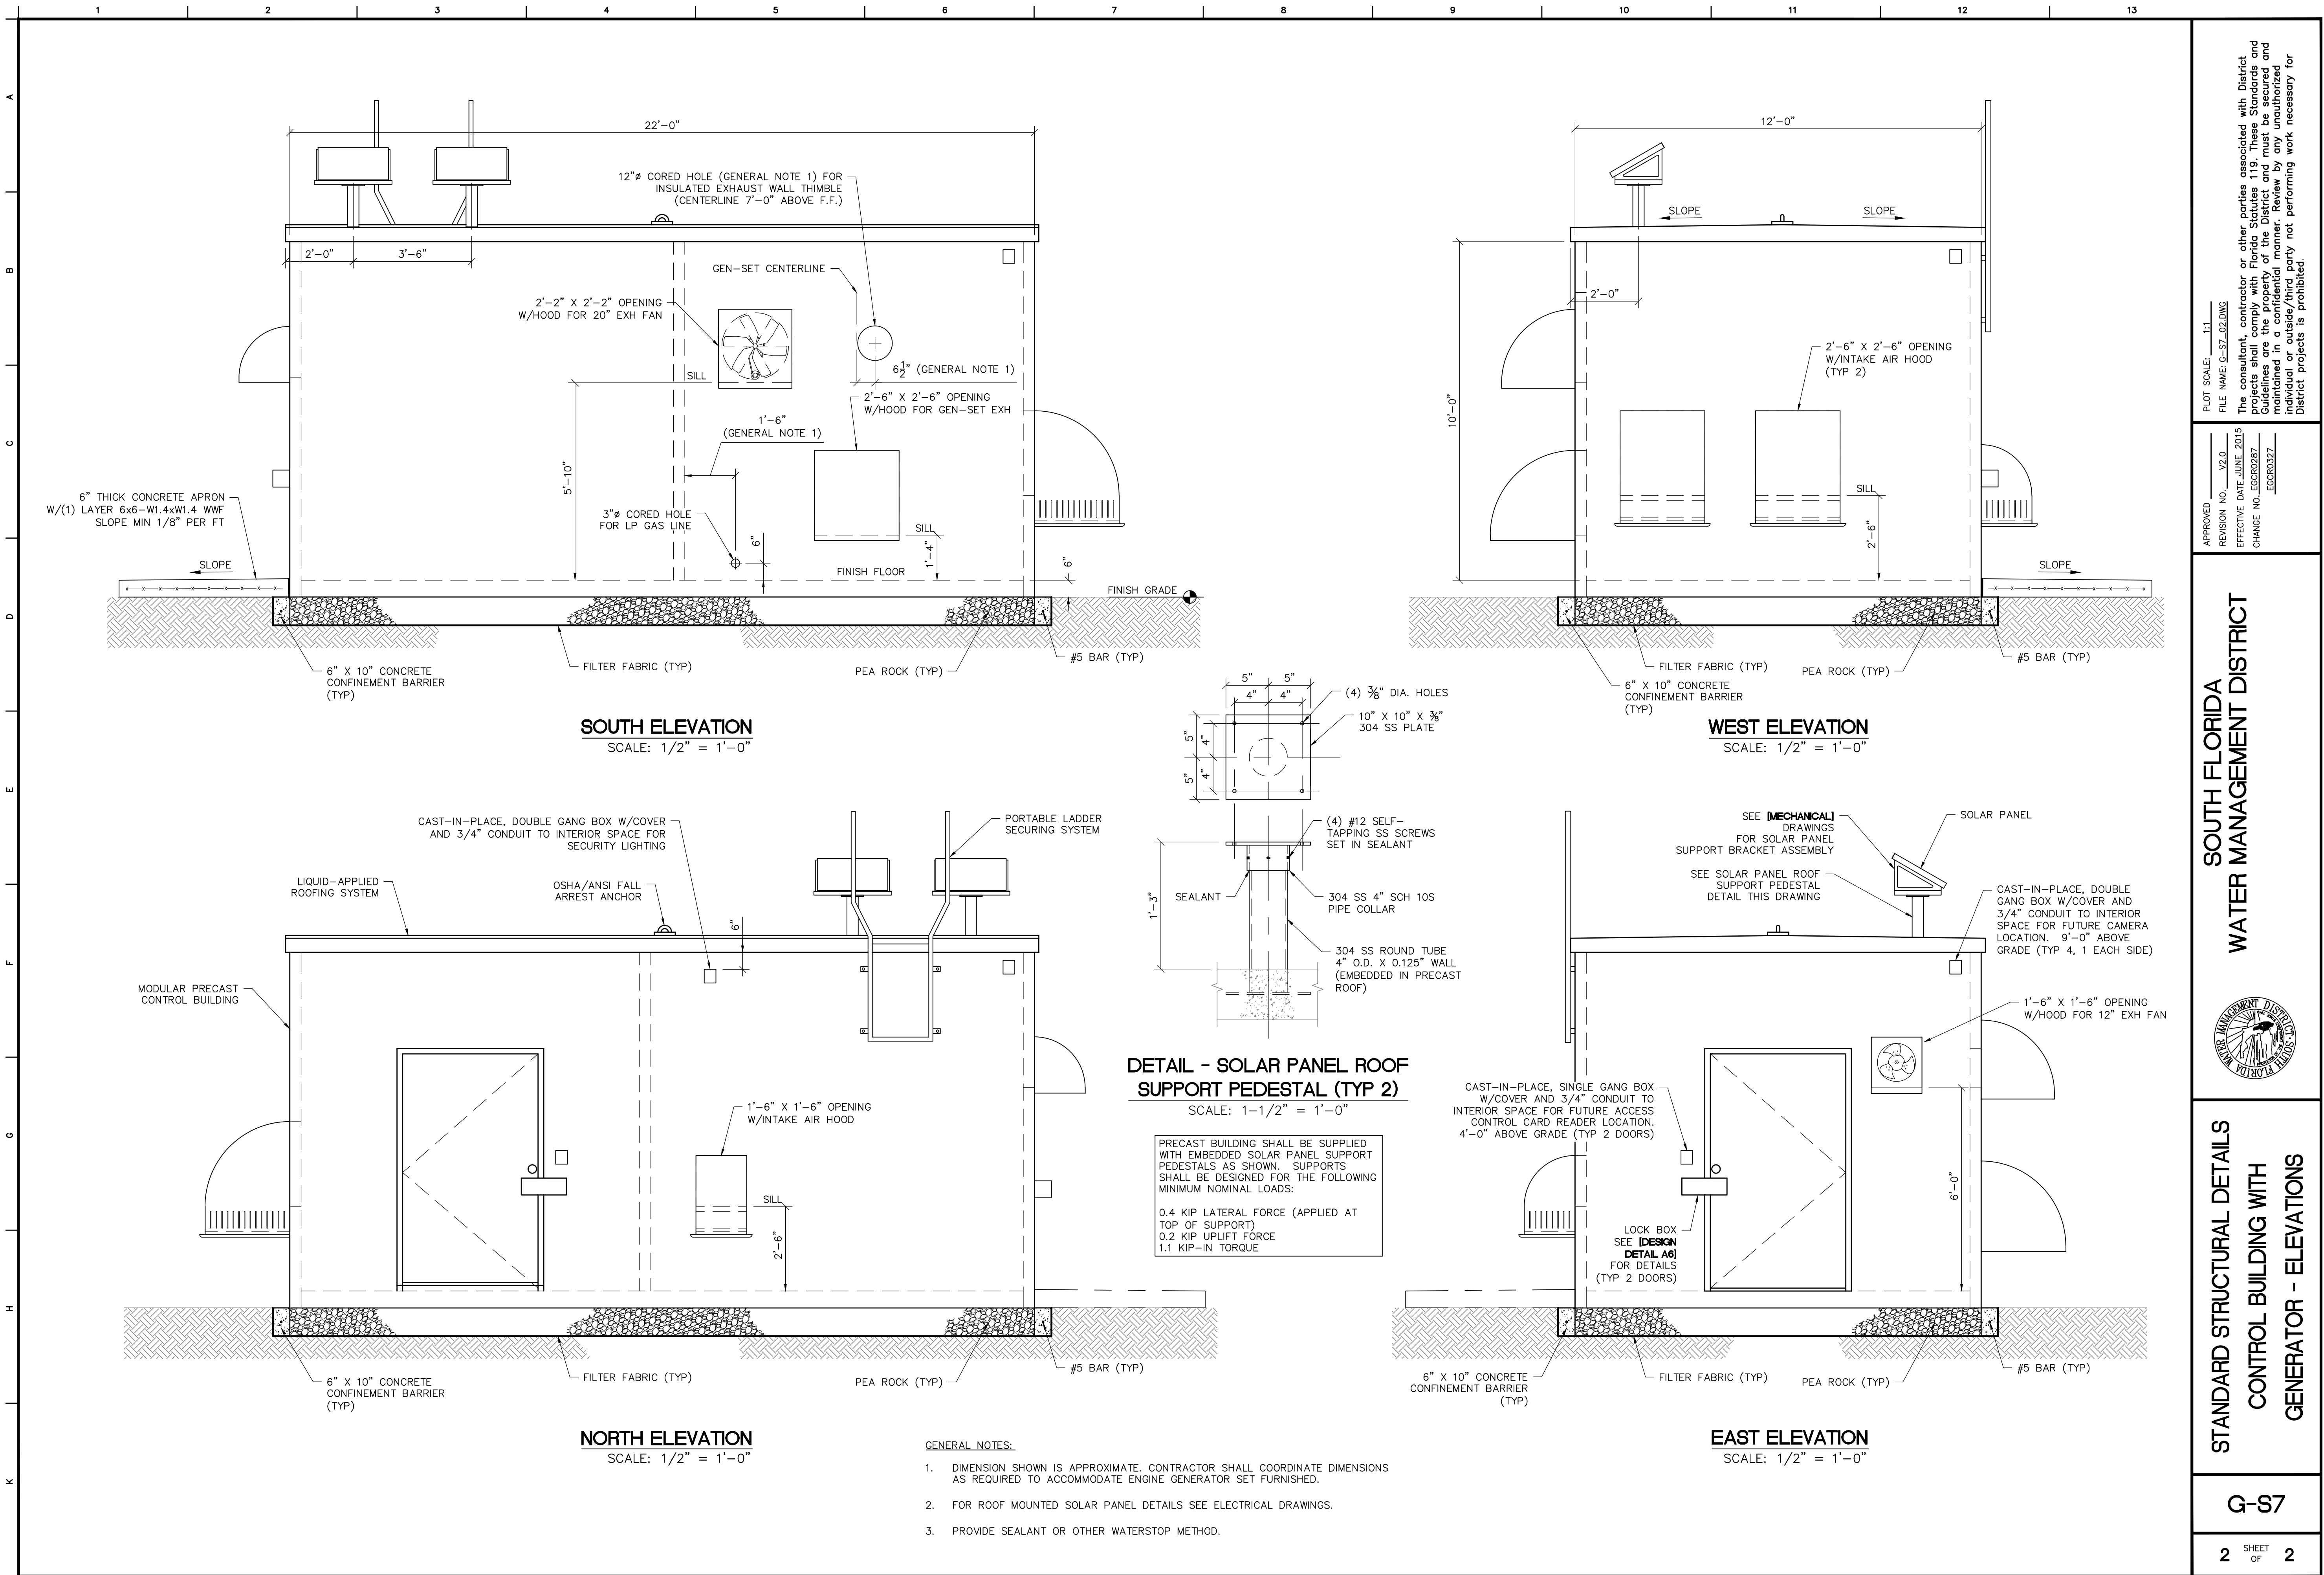 1 2 3 4 5 6 7 8 9 10 11 12 13
A
B
C
D
E
F
G
H
K
22'-0"
12"ø CORED HOLE (GENERAL NOTE 1) FOR
INSULATED EXHAUST WALL THIMBLE
(CENTERLINE 7'-0" ABOVE F.F.)
2'-0"
3'-6"
GEN-SET CENTERLINE
2'-2" X 2'-2" OPENING
W/HOOD FOR 20" EXH FAN
SILL
6 1/2" (GENERAL NOTE 1)
2'-6" X 2'-6" OPENING
W/HOOD FOR GEN-SET EXH
1'-6"
(GENERAL NOTE 1)
5'-10"
6" THICK CONCRETE APRON
W/(1) LAYER 6x6-W1.4xW1.4 WWF
SLOPE MIN 1/8" PER FT
3"ø CORED HOLE
FOR LP GAS LINE
6"
SILL
1'-4"
6"
SLOPE
FINISH FLOOR
FINISH GRADE
6" X 10" CONCRETE
CONFINEMENT BARRIER
(TYP)
FILTER FABRIC (TYP)
PEA ROCK (TYP)
#5 BAR (TYP)
SOUTH ELEVATION
SCALE: 1/2" = 1'-0"
12'-0"
SLOPE
SLOPE
2'-0"
10'-0"
2'-6" X 2'-6" OPENING
W/INTAKE AIR HOOD
(TYP 2)
SILL
2'-6"
SLOPE
FILTER FABRIC (TYP)
PEA ROCK (TYP)
#5 BAR (TYP)
6" X 10" CONCRETE
CONFINEMENT BARRIER
(TYP)
WEST ELEVATION
SCALE: 1/2" = 1'-0"
5" 5"
4" 4"
5"
4"
5"
4"
(4) 3/8" DIA. HOLES
10" X 10" X 3/8"
304 SS PLATE
(4) #12 SELF-
TAPPING SS SCREWS
SET IN SEALANT
SEALANT
1'-3"
304 SS 4" SCH 10S
PIPE COLLAR
304 SS ROUND TUBE
4" O.D. X 0.125" WALL
(EMBEDDED IN PRECAST
ROOF)
DETAIL - SOLAR PANEL ROOF
SUPPORT PEDESTAL (TYP 2)
SCALE: 1-1/2" = 1'-0"
PRECAST BUILDING SHALL BE SUPPLIED
WITH EMBEDDED SOLAR PANEL SUPPORT
PEDESTALS AS SHOWN. SUPPORTS
SHALL BE DESIGNED FOR THE FOLLOWING
MINIMUM NOMINAL LOADS:
0.4 KIP LATERAL FORCE (APPLIED AT
TOP OF SUPPORT)
0.2 KIP UPLIFT FORCE
1.1 KIP-IN TORQUE
CAST-IN-PLACE, DOUBLE GANG BOX W/COVER
AND 3/4" CONDUIT TO INTERIOR SPACE FOR
SECURITY LIGHTING
PORTABLE LADDER
SECURING SYSTEM
LIQUID-APPLIED
ROOFING SYSTEM
OSHA/ANSI FALL
ARREST ANCHOR
6"
MODULAR PRECAST
CONTROL BUILDING
1'-6" X 1'-6" OPENING
W/INTAKE AIR HOOD
SILL
2'-6"
6" X 10" CONCRETE
CONFINEMENT BARRIER
(TYP)
FILTER FABRIC (TYP)
PEA ROCK (TYP)
#5 BAR (TYP)
NORTH ELEVATION
SCALE: 1/2" = 1'-0"
SEE [MECHANICAL]
DRAWINGS
FOR SOLAR PANEL
SUPPORT BRACKET ASSEMBLY
SOLAR PANEL
SEE SOLAR PANEL ROOF
SUPPORT PEDESTAL
DETAIL THIS DRAWING
CAST-IN-PLACE, DOUBLE
GANG BOX W/COVER AND
3/4" CONDUIT TO INTERIOR
SPACE FOR FUTURE CAMERA
LOCATION. 9'-0" ABOVE
GRADE (TYP 4, 1 EACH SIDE)
1'-6" X 1'-6" OPENING
W/HOOD FOR 12" EXH FAN
CAST-IN-PLACE, SINGLE GANG BOX
W/COVER AND 3/4" CONDUIT TO
INTERIOR SPACE FOR FUTURE ACCESS
CONTROL CARD READER LOCATION.
4'-0" ABOVE GRADE (TYP 2 DOORS)
6'-0"
LOCK BOX
SEE [DESIGN
DETAIL A6]
FOR DETAILS
(TYP 2 DOORS)
6" X 10" CONCRETE
CONFINEMENT BARRIER
(TYP)
FILTER FABRIC (TYP)
PEA ROCK (TYP)
#5 BAR (TYP)
EAST ELEVATION
SCALE: 1/2" = 1'-0"
GENERAL NOTES:
1. DIMENSION SHOWN IS APPROXIMATE. CONTRACTOR SHALL COORDINATE DIMENSIONS
AS REQUIRED TO ACCOMMODATE ENGINE GENERATOR SET FURNISHED.
2. FOR ROOF MOUNTED SOLAR PANEL DETAILS SEE ELECTRICAL DRAWINGS.
3. PROVIDE SEALANT OR OTHER WATERSTOP METHOD.
PLOT SCALE: 1:1
FILE NAME: G-S7_02.DWG
The consultant, contractor or other parties associated with District
projects shall comply with Florida Statutes 119. These Standards and
Guidelines are the property of the District and must be secured and
maintained in a confidential manner. Review by any unauthorized
individual or outside/third party not performing work necessary for
District projects is prohibited.
APPROVED
REVISION NO. V2.0
EFFECTIVE DATE JUNE 2015
CHANGE NO. EGCR0287
EGCR0327
SOUTH FLORIDA
WATER MANAGEMENT DISTRICT
SOUTH FLORIDA WATER MANAGEMENT DISTRICT
STANDARD STRUCTURAL DETAILS
CONTROL BUILDING WITH
GENERATOR - ELEVATIONS
G-S7
2 SHEET OF 2